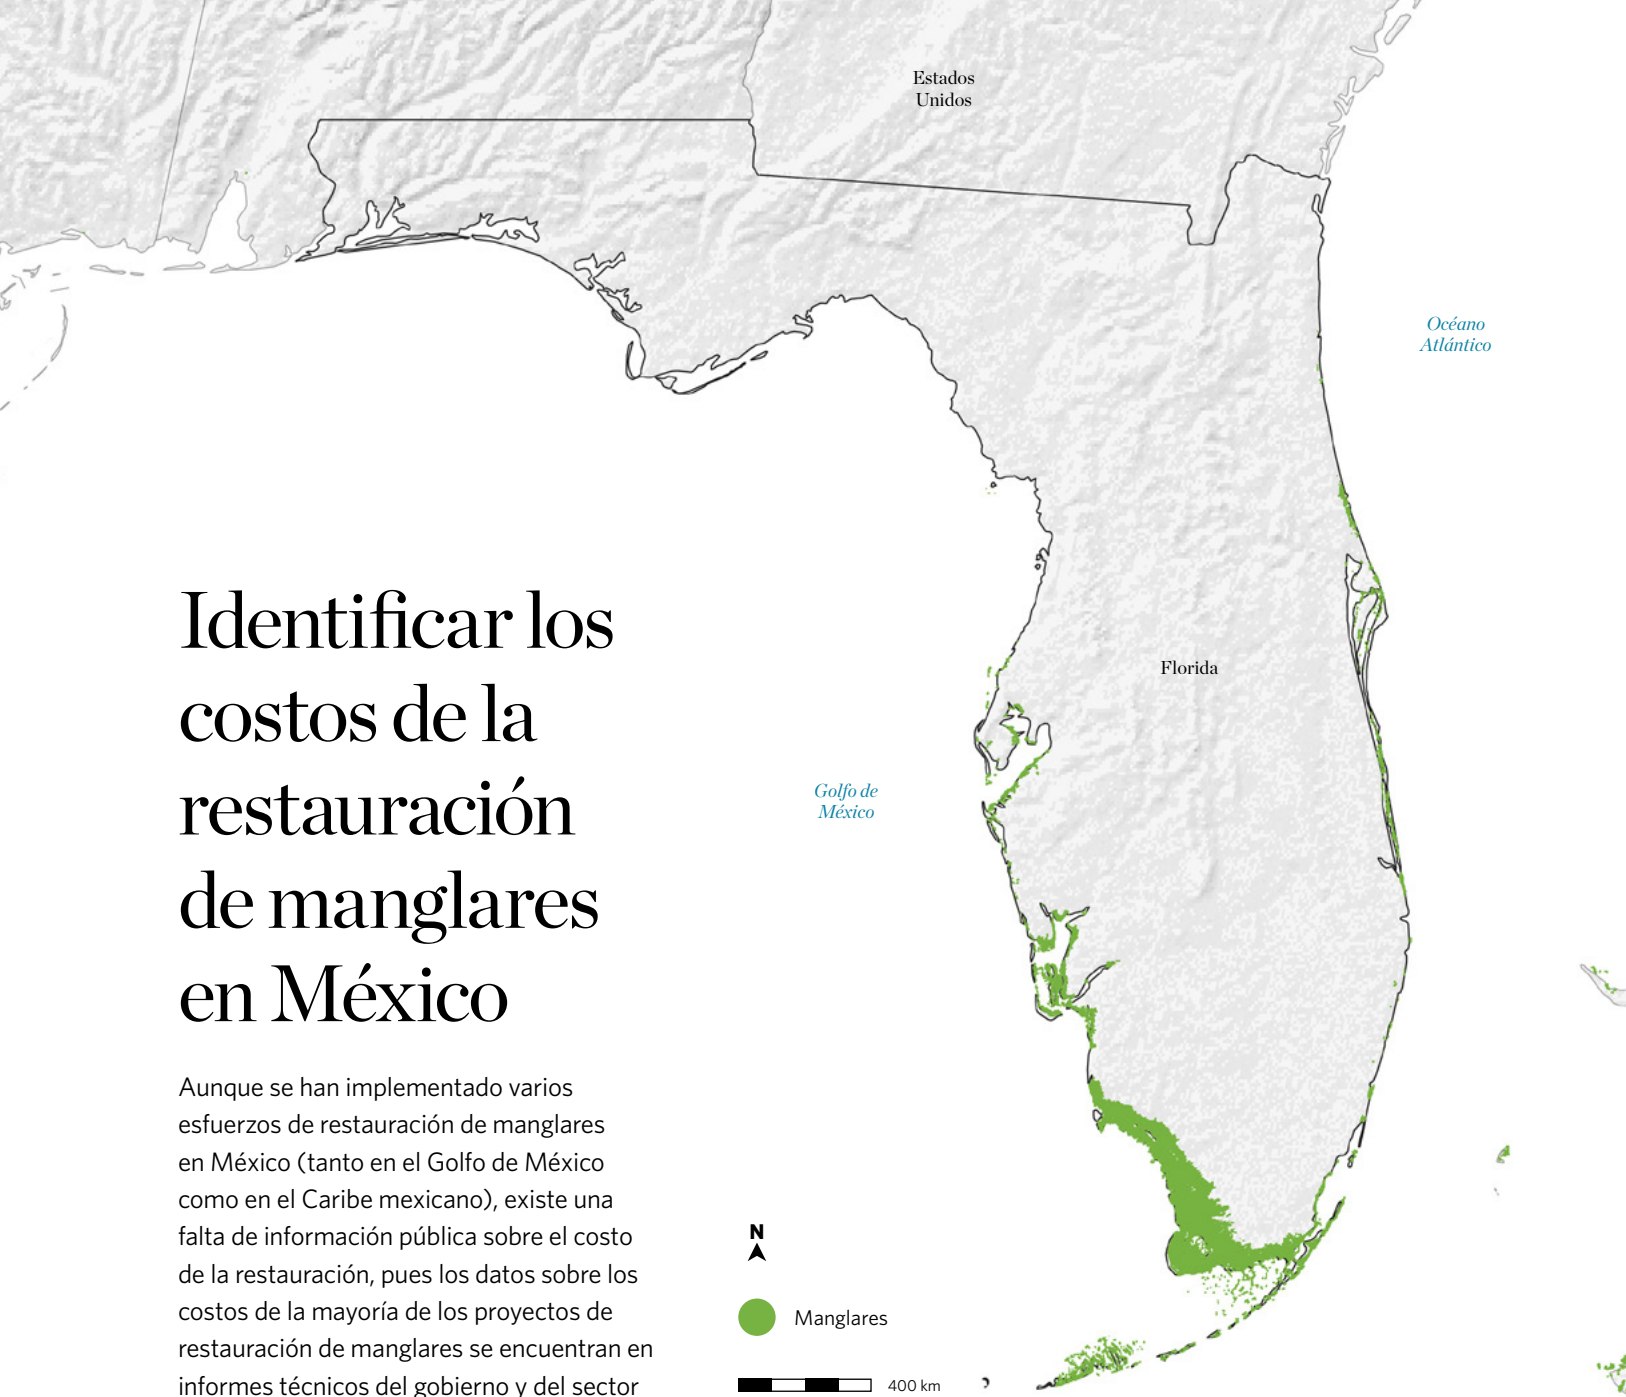 Estados
Unidos
Océano
Atlántico
Florida
Golfo de
México
Identificar los
costos de la
restauración
de manglares
en México
Aunque se han implementado varios
esfuerzos de restauración de manglares
en México (tanto en el Golfo de México
como en el Caribe mexicano), existe una
falta de información pública sobre el costo
de la restauración, pues los datos sobre los
costos de la mayoría de los proyectos de
restauración de manglares se encuentran en
informes técnicos del gobierno y del sector
N
Manglares
400 km